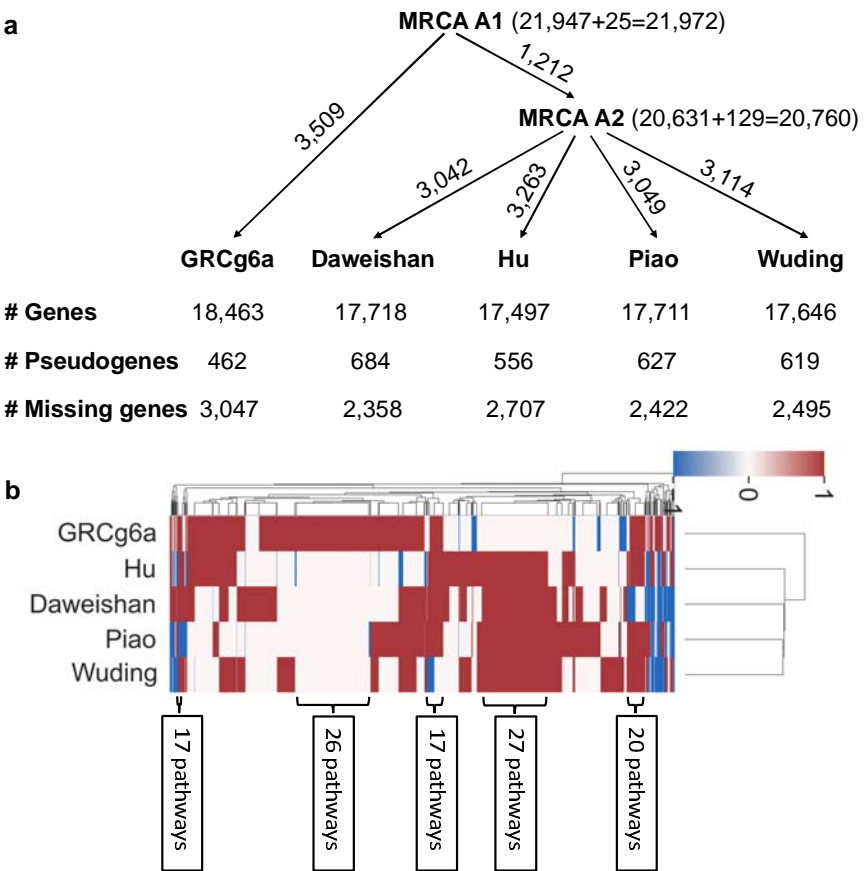 a
MRCA A1 (21,947+25=21,972)
1,212
3,509
MRCA A2 (20,631+129=20,760)
3,042
3,263
3,049
3,114
GRCg6a Daweishan Hu Piao Wuding
# Genes 18,463 17,718 17,497 17,711 17,646
# Pseudogenes 462 684 556 627 619
# Missing genes 3,047 2,358 2,707 2,422 2,495
b
-1 0 1
GRCg6a
Hu
Daweishan
Piao
Wuding
17 pathways
26 pathways
17 pathways
27 pathways
20 pathways